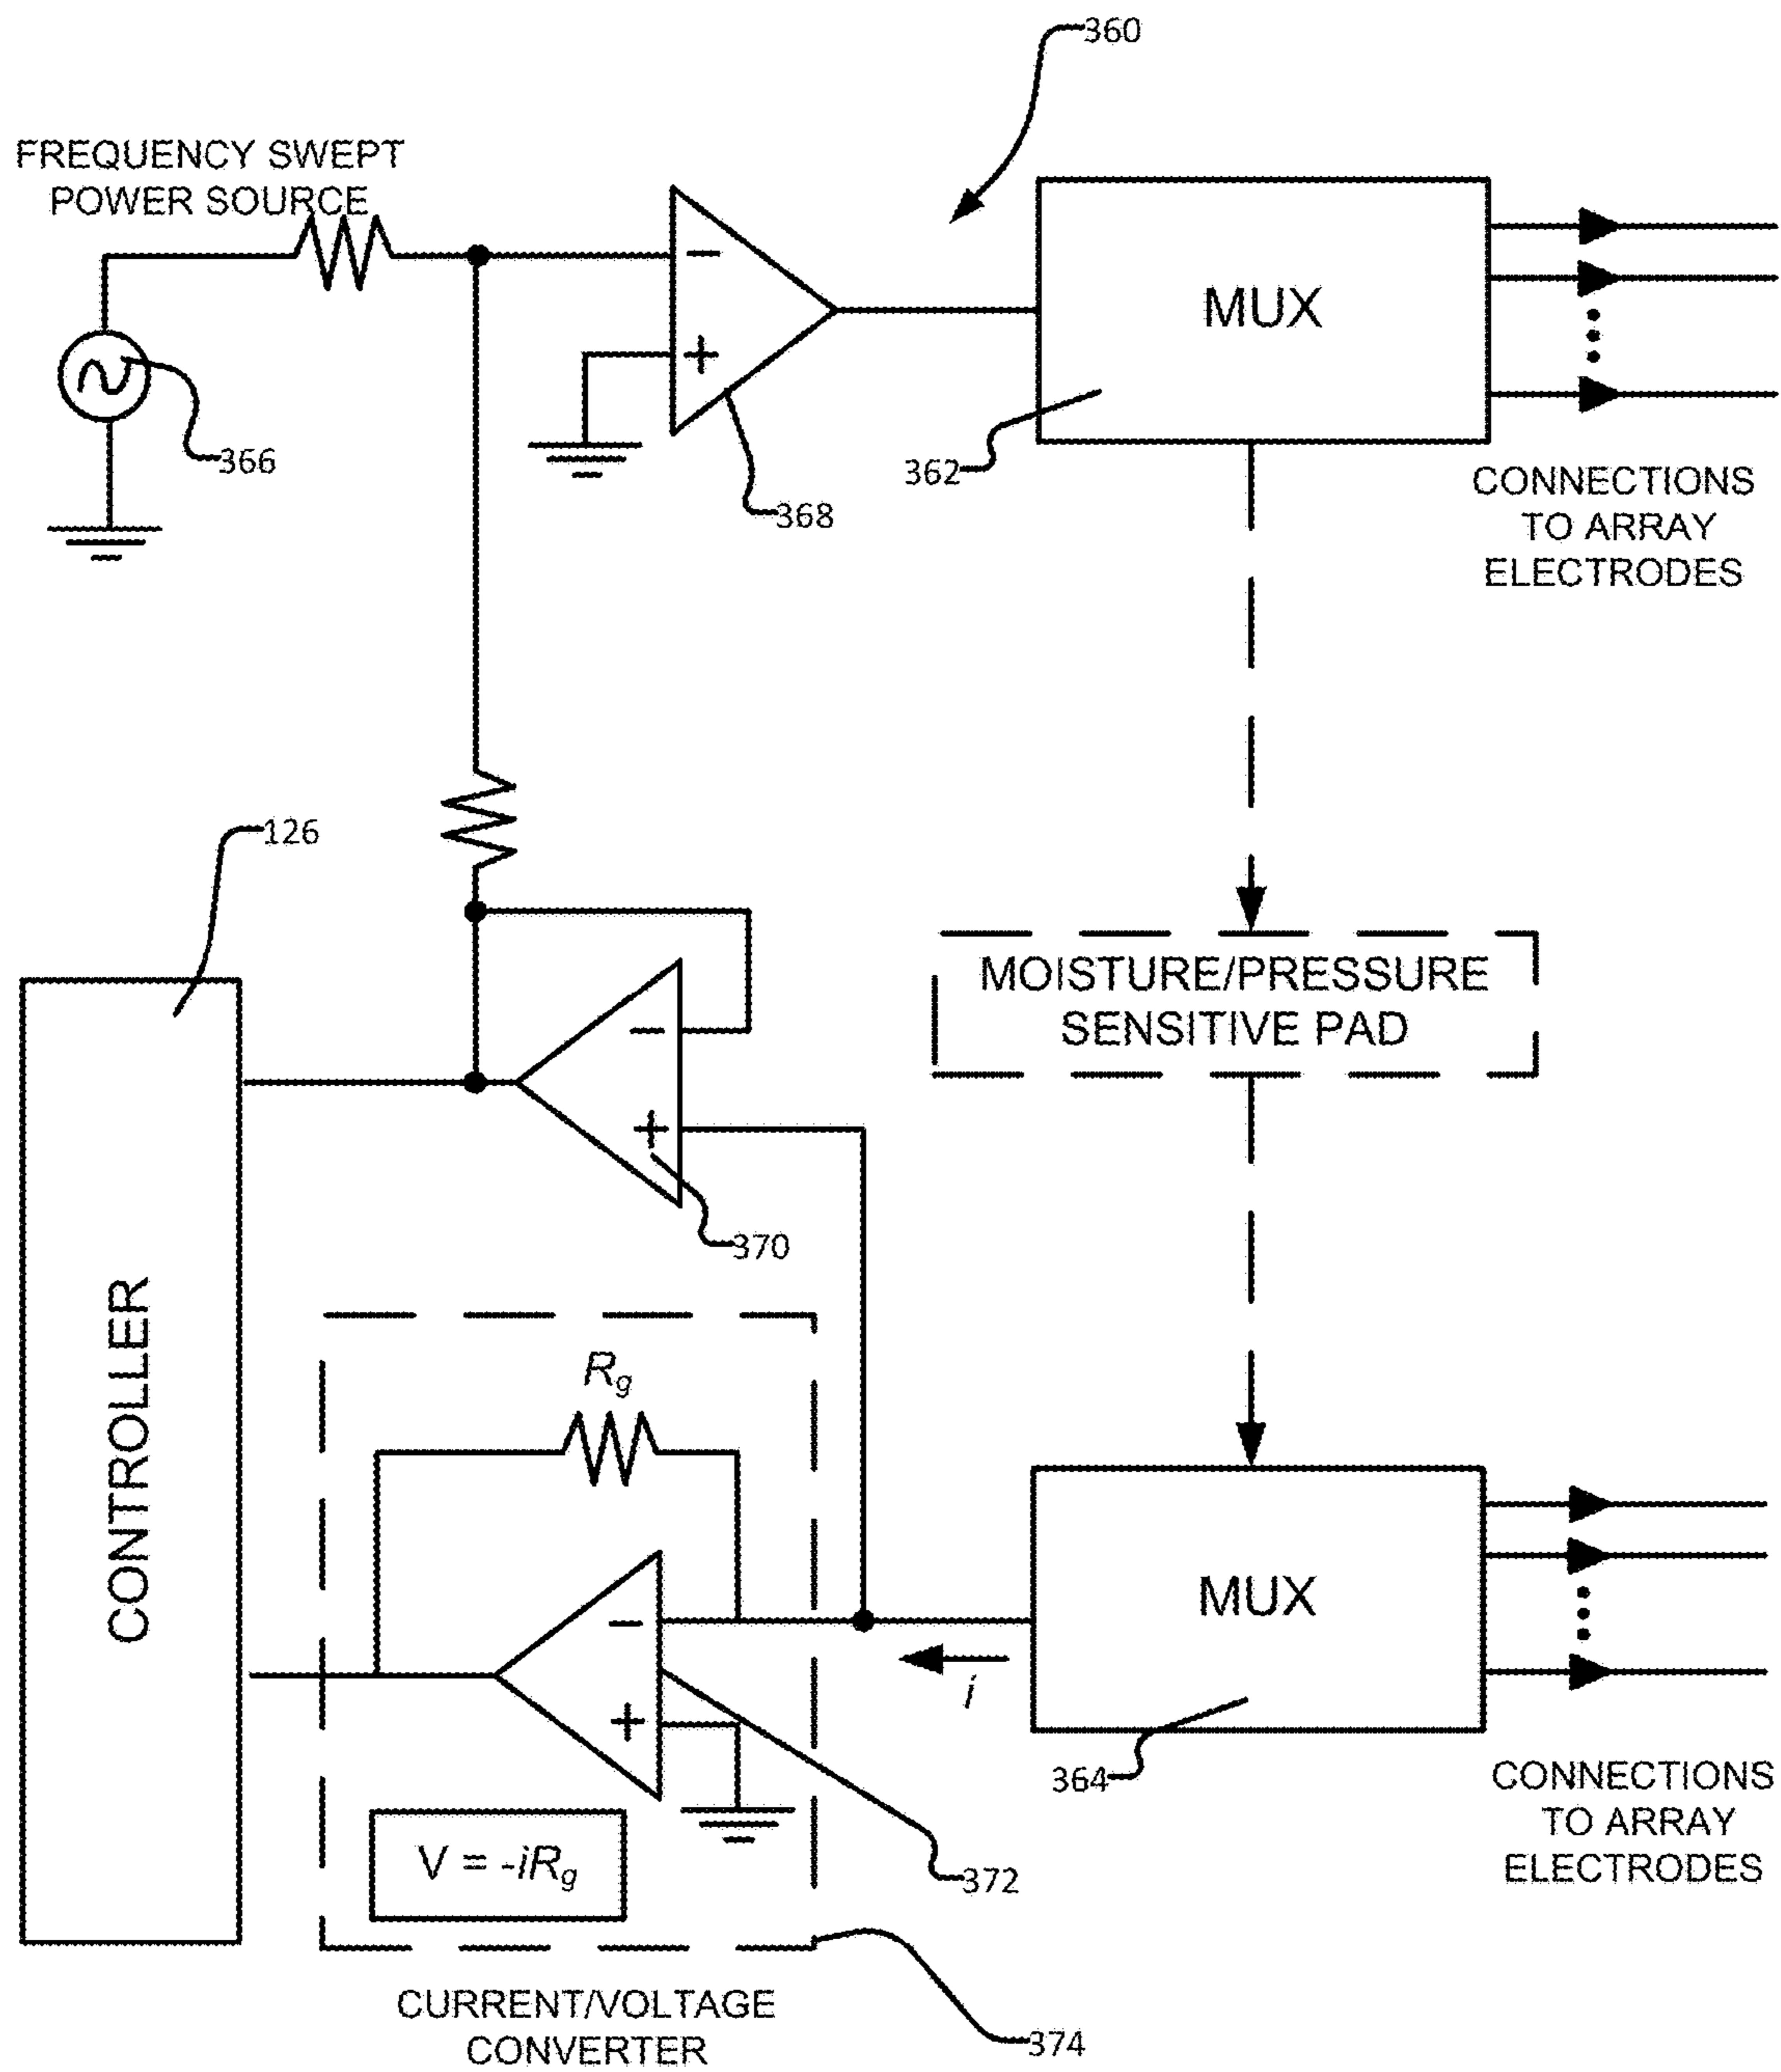 360
FREQUENCY SWEPT
POWER SOURCE
−
+
MUX
366
362
368
CONNECTIONS
TO ARRAY
ELECTRODES
126
MOISTURE/PRESSURE
SENSITIVE PAD
−
+
370
CONTROLLER
Rg
−
+
MUX
i
364
V = -iRg
372
CONNECTIONS
TO ARRAY
ELECTRODES
CURRENT/VOLTAGE
CONVERTER
374